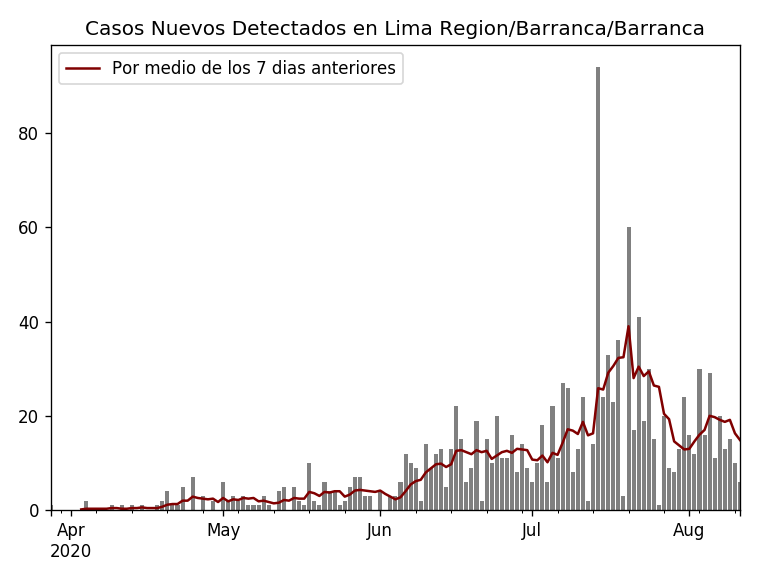 Casos Nuevos Detectados en Lima Region/Barranca/Barranca
Por medio de los 7 dias anteriores
80
60
40
20
0
Apr May Jun Jul Aug
2020